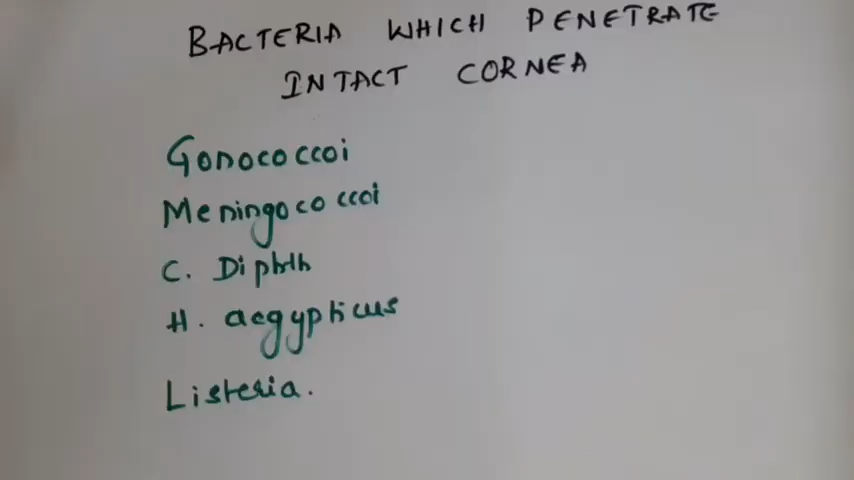 BACTERIA WHICH PENETRATE
INTACT CORNEA
Gonococcoi
Meningococcoi
C. Diphth
H. aegypticus
Listeria.